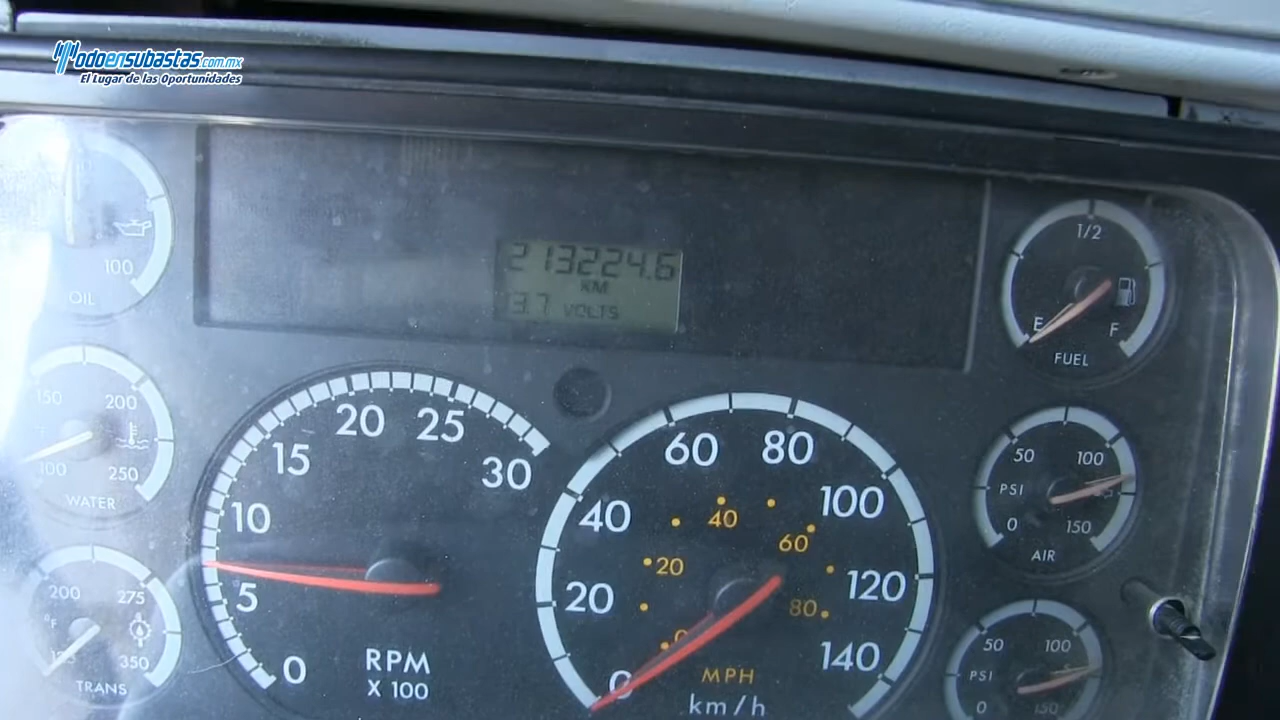 Todoensubastas.com.mx
El Lugar de las Oportunidades
213224.6
KM
3.7 VOLTS
100
OIL
1/2
E
F
FUEL
150
200
100
250
WATER
0
5
10
15
20
25
30
RPM
X 100
0
20
40
60
80
100
120
140
0
20
40
60
80
MPH
km/h
50
100
PSI
0
150
AIR
200
275
°F
350
TRANS
50
100
PSI
0
150